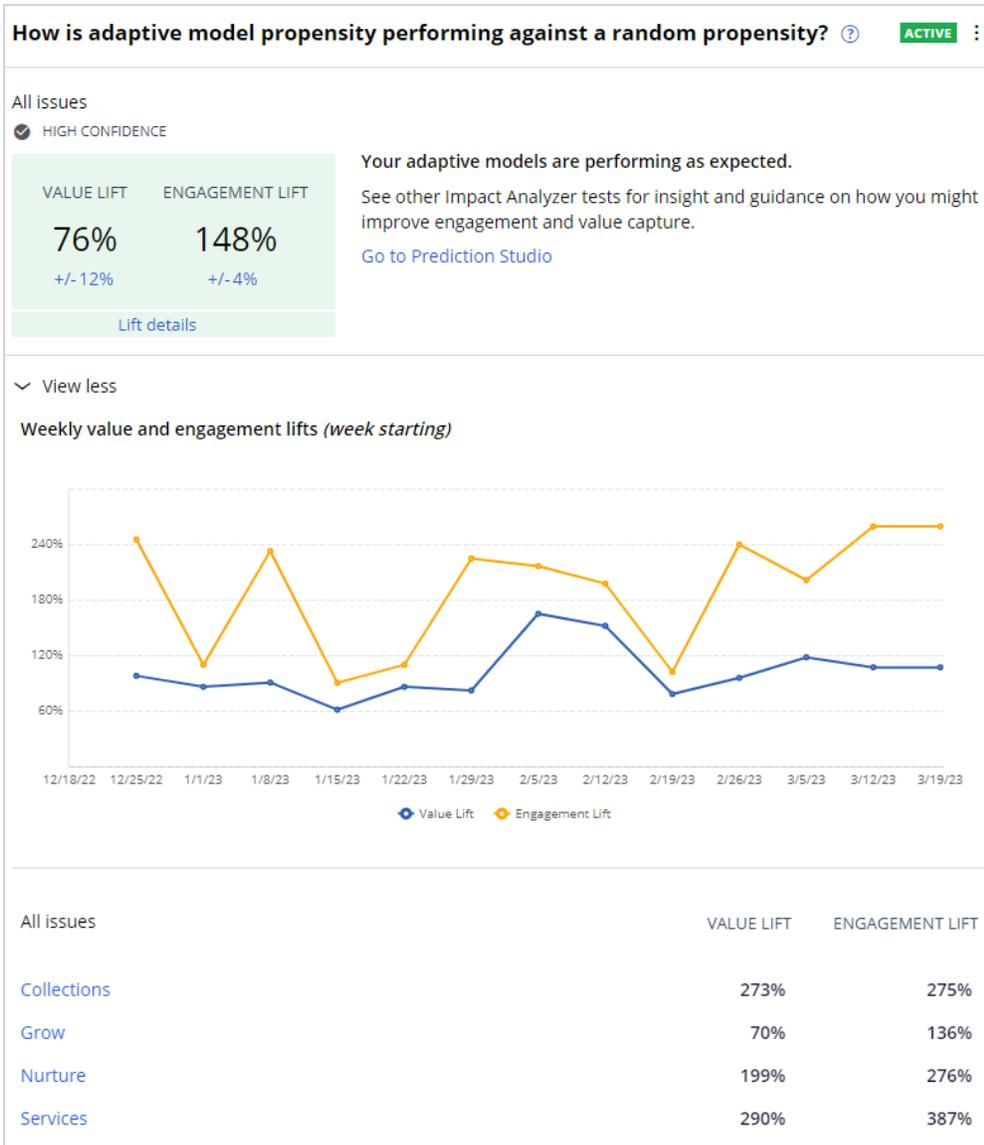 How is adaptive model propensity performing against a random propensity? ?
ACTIVE
All issues
HIGH CONFIDENCE
VALUE LIFT ENGAGEMENT LIFT
76% 148%
+/-12% +/-4%
Lift details
Your adaptive models are performing as expected.
See other Impact Analyzer tests for insight and guidance on how you might
improve engagement and value capture.
Go to Prediction Studio
View less
Weekly value and engagement lifts (week starting)
240%
180%
120%
60%
12/18/22 12/25/22 1/1/23 1/8/23 1/15/23 1/22/23 1/29/23 2/5/23 2/12/23 2/19/23 2/26/23 3/5/23 3/12/23 3/19/23
Value Lift Engagement Lift
All issues VALUE LIFT ENGAGEMENT LIFT
Collections 273% 275%
Grow 70% 136%
Nurture 199% 276%
Services 290% 387%